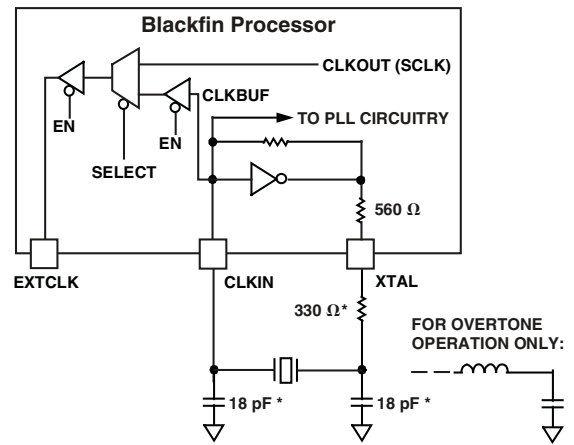 Blackfin Processor
CLKOUT (SCLK)
CLKBUF
TO PLL CIRCUITRY
EN
EN
SELECT
560 Ω
EXTCLK
CLKIN
XTAL
330 Ω*
FOR OVERTONE
OPERATION ONLY:
18 pF *
18 pF *